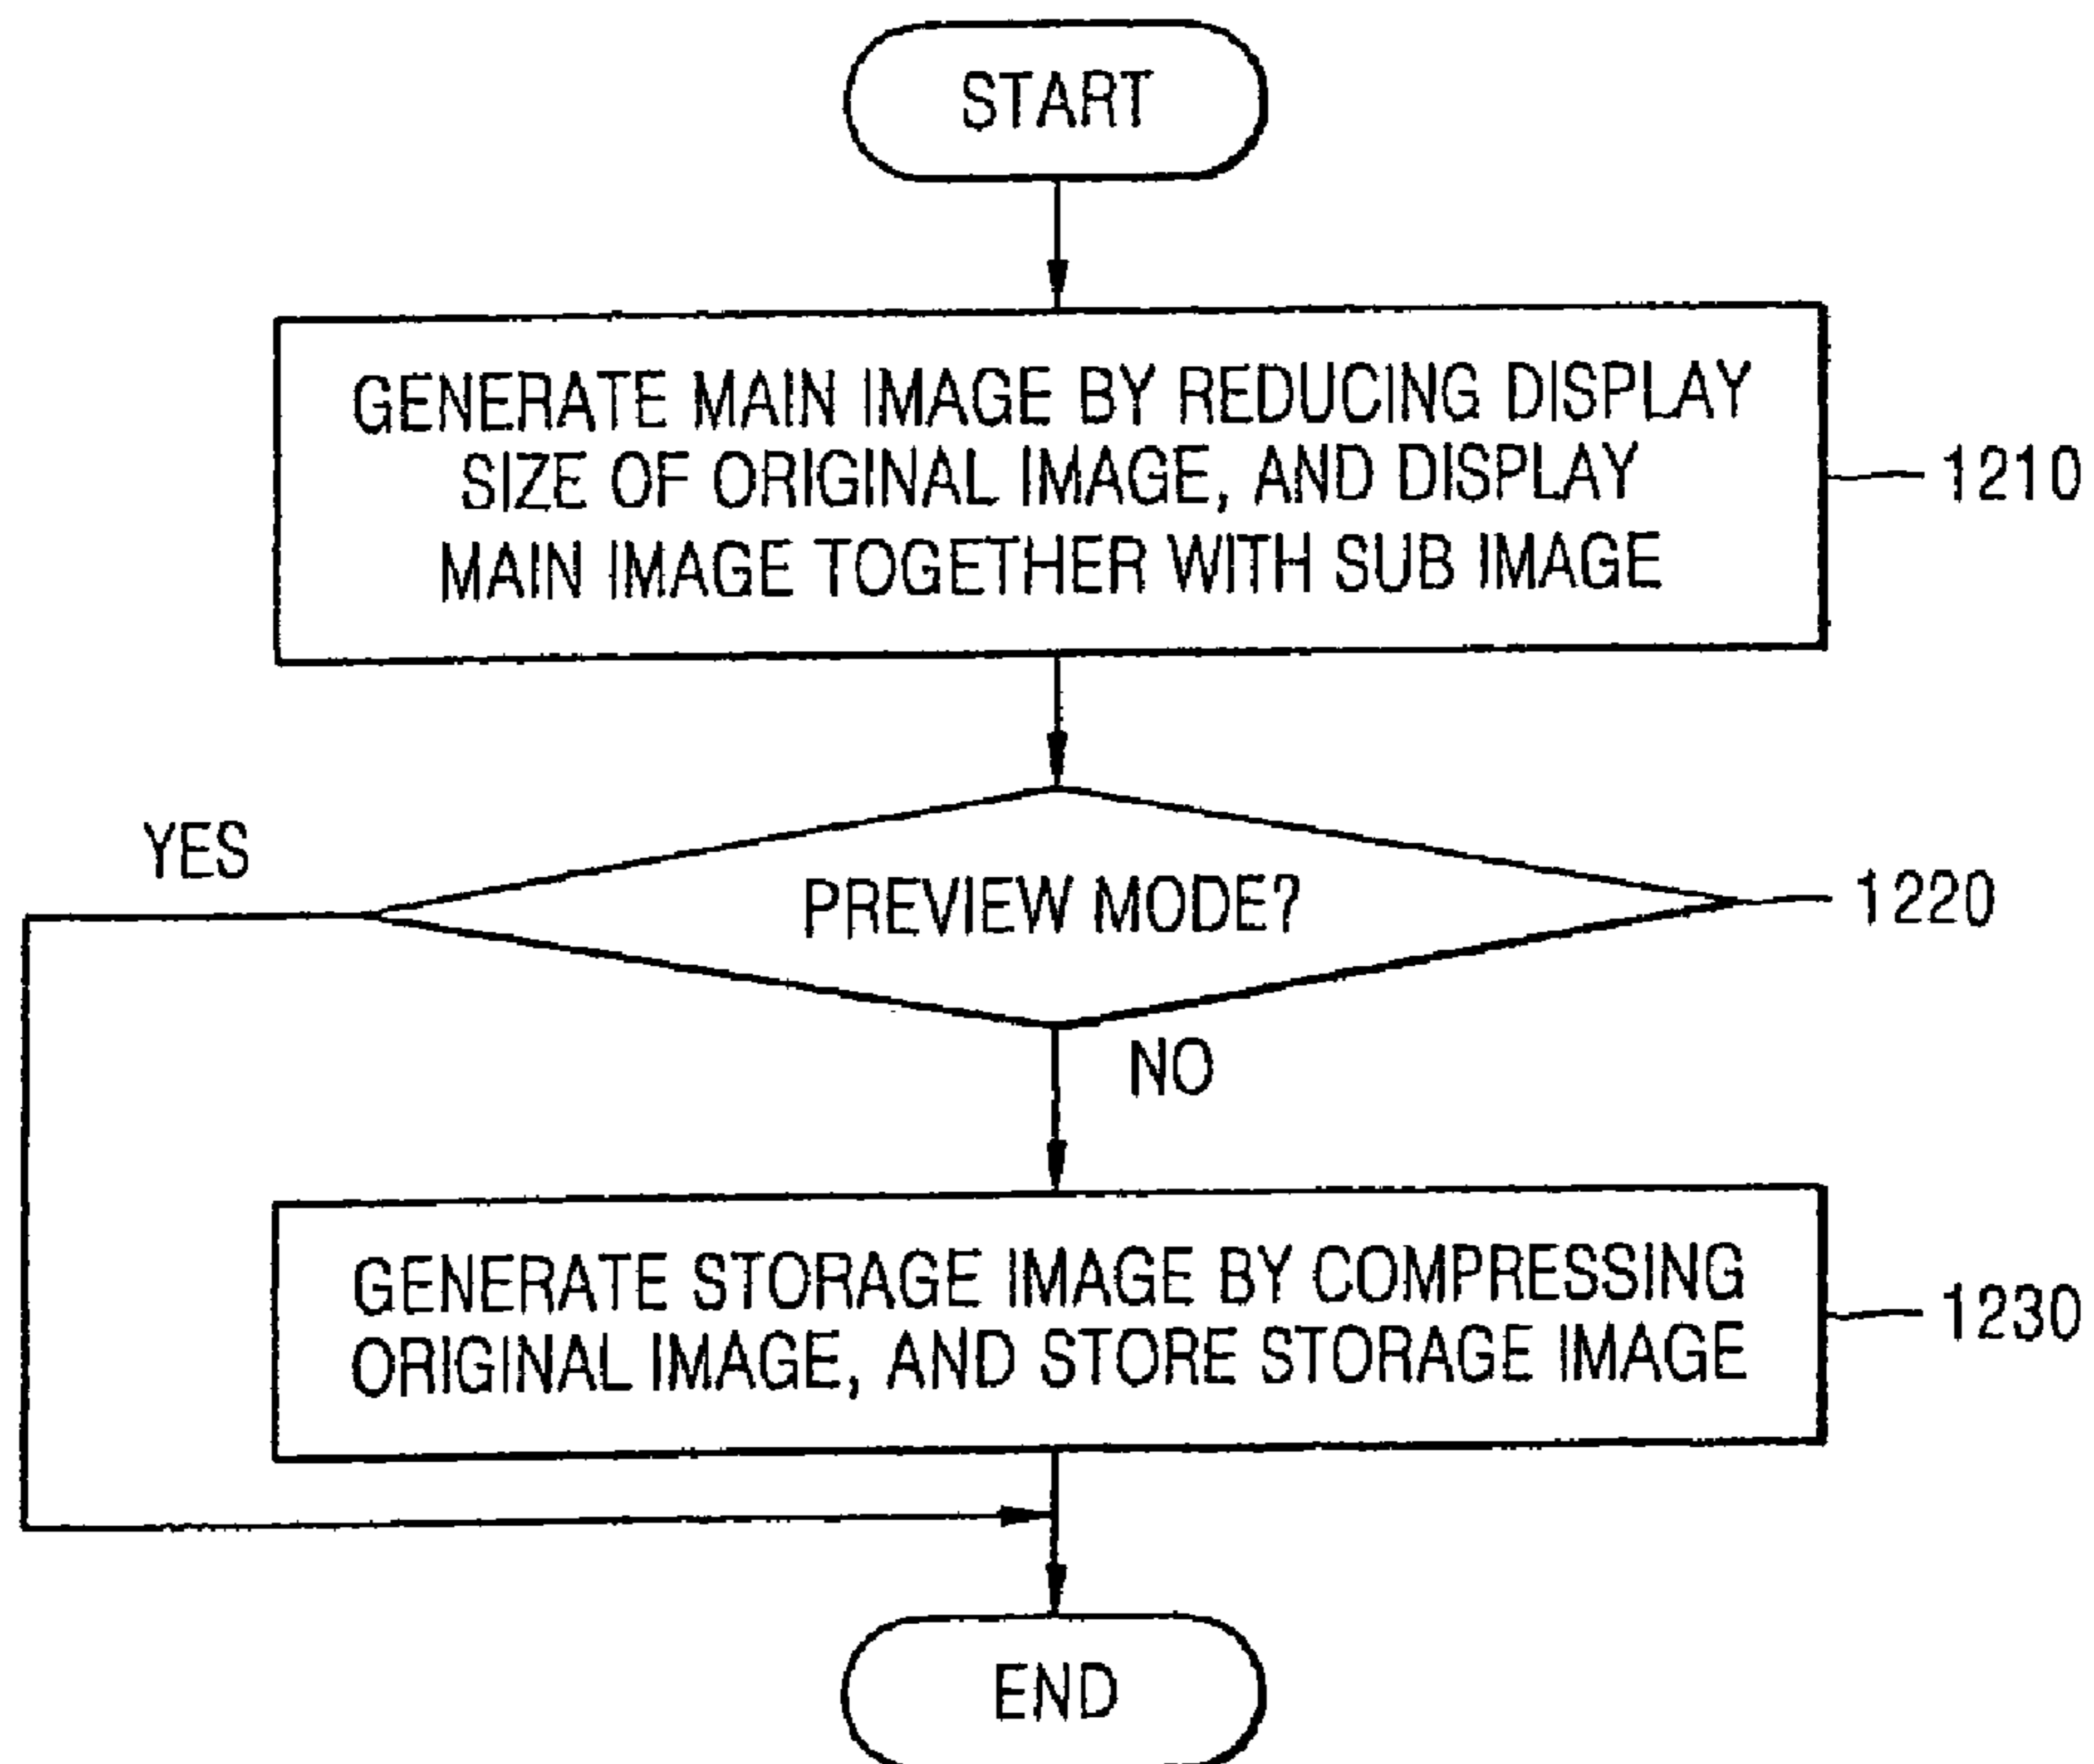 START
GENERATE MAIN IMAGE BY REDUCING DISPLAY
SIZE OF ORIGINAL IMAGE, AND DISPLAY
MAIN IMAGE TOGETHER WITH SUB IMAGE
1210
YES
PREVIEW MODE?
1220
NO
GENERATE STORAGE IMAGE BY COMPRESSING
ORIGINAL IMAGE, AND STORE STORAGE IMAGE
1230
END